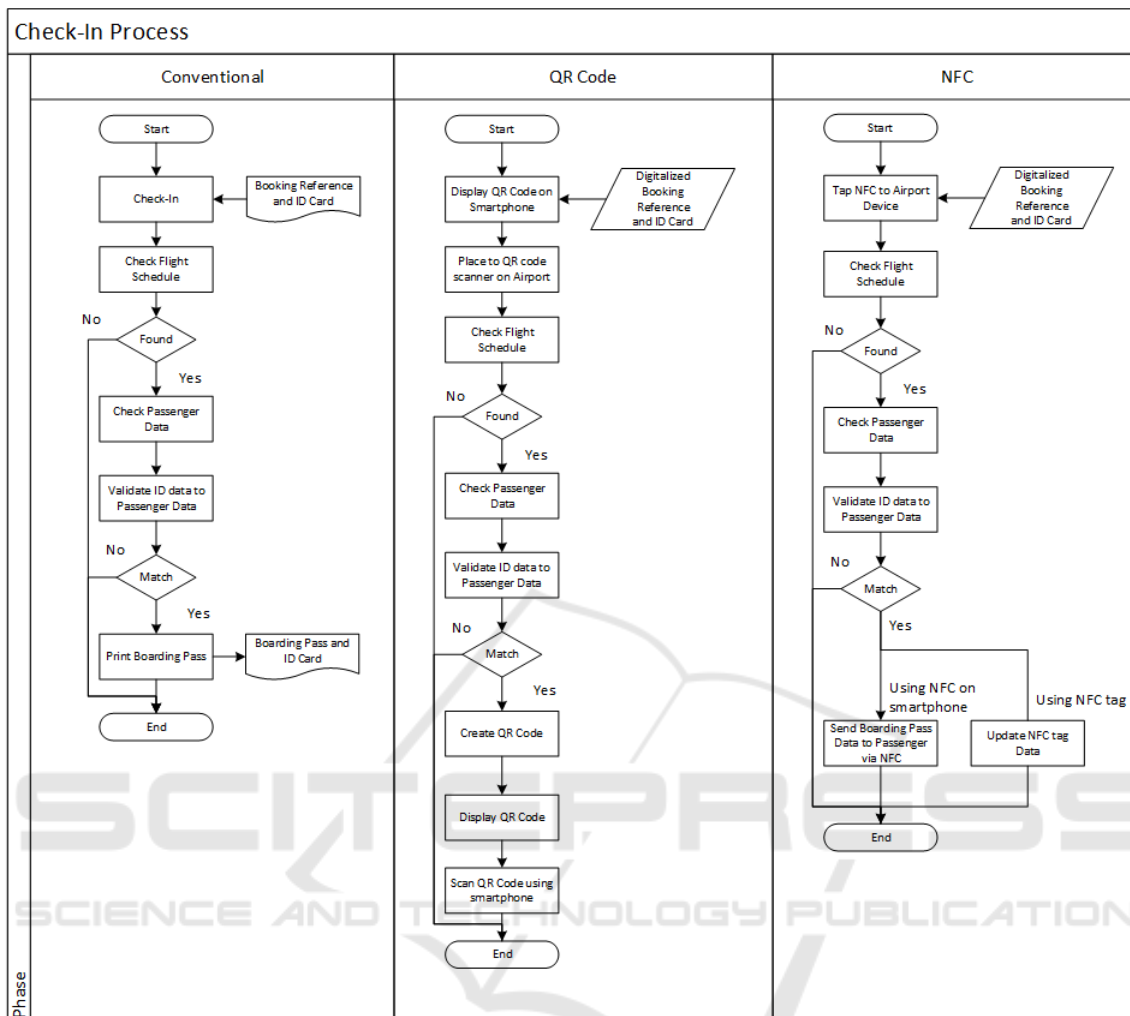 Check-In Process
Conventional
Start
Check-In
Booking Reference
and ID Card
Check Flight
Schedule
No
Found
Yes
Check Passenger
Data
Validate ID data to
Passenger Data
No
Match
Yes
Print Boarding Pass
Boarding Pass and
ID Card
End
QR Code
Start
Display QR Code on
Smartphone
Digitalized
Booking
Reference
and ID Card
Place to QR code
scanner on Airport
Check Flight
Schedule
No
Found
Yes
Check Passenger
Data
Validate ID data to
Passenger Data
No
Match
Yes
Create QR Code
Display QR Code
Scan QR Code using
smartphone
End
NFC
Start
Tap NFC to Airport
Device
Digitalized
Booking
Reference
and ID Card
Check Flight
Schedule
No
Found
Yes
Check Passenger
Data
Validate ID data to
Passenger Data
No
Match
Yes
Using NFC on
smartphone
Using NFC tag
Send Boarding Pass
Data to Passenger
via NFC
Update NFC tag
Data
End
Phase
SCITEPRESS
SCIENCE AND TECHNOLOGY PUBLICATION